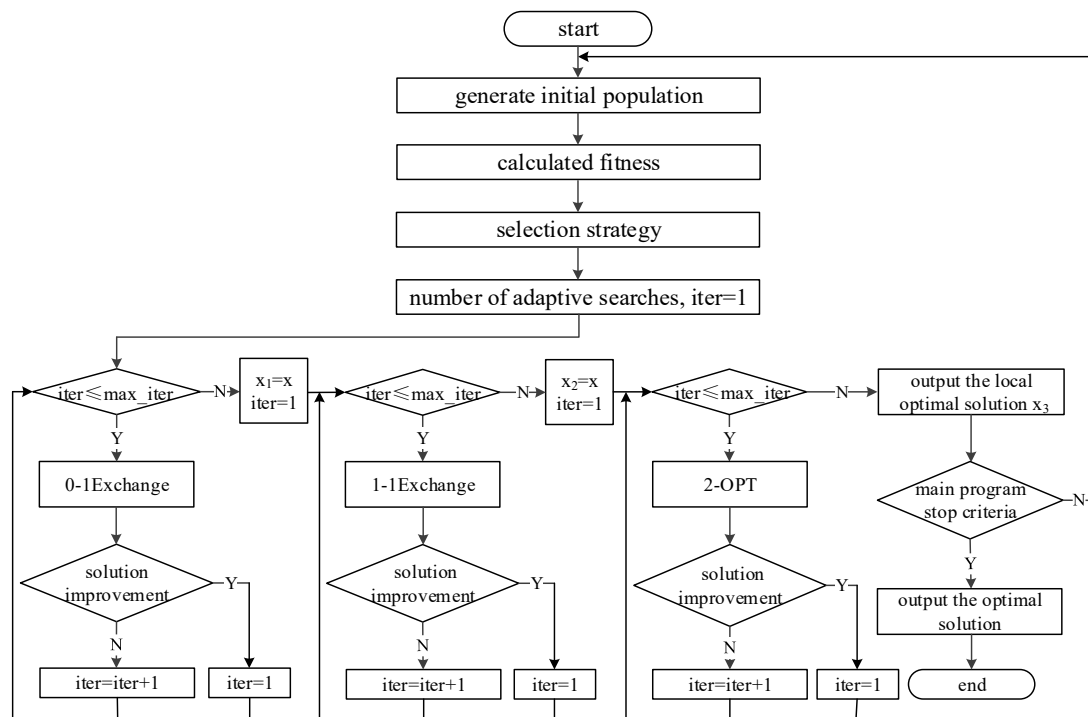 start
generate initial population
calculated fitness
selection strategy
number of adaptive searches, iter=1
iter≤max_iter
N
x₁=x
iter=1
iter≤max_iter
N
x₂=x
iter=1
iter≤max_iter
N
output the local
optimal solution x₃
Y
Y
Y
0-1Exchange
1-1Exchange
2-OPT
main program
stop criteria
N
solution
improvement
Y
solution
improvement
Y
solution
improvement
Y
Y
output the optimal
solution
N
N
N
iter=iter+1
iter=1
iter=iter+1
iter=1
iter=iter+1
iter=1
end